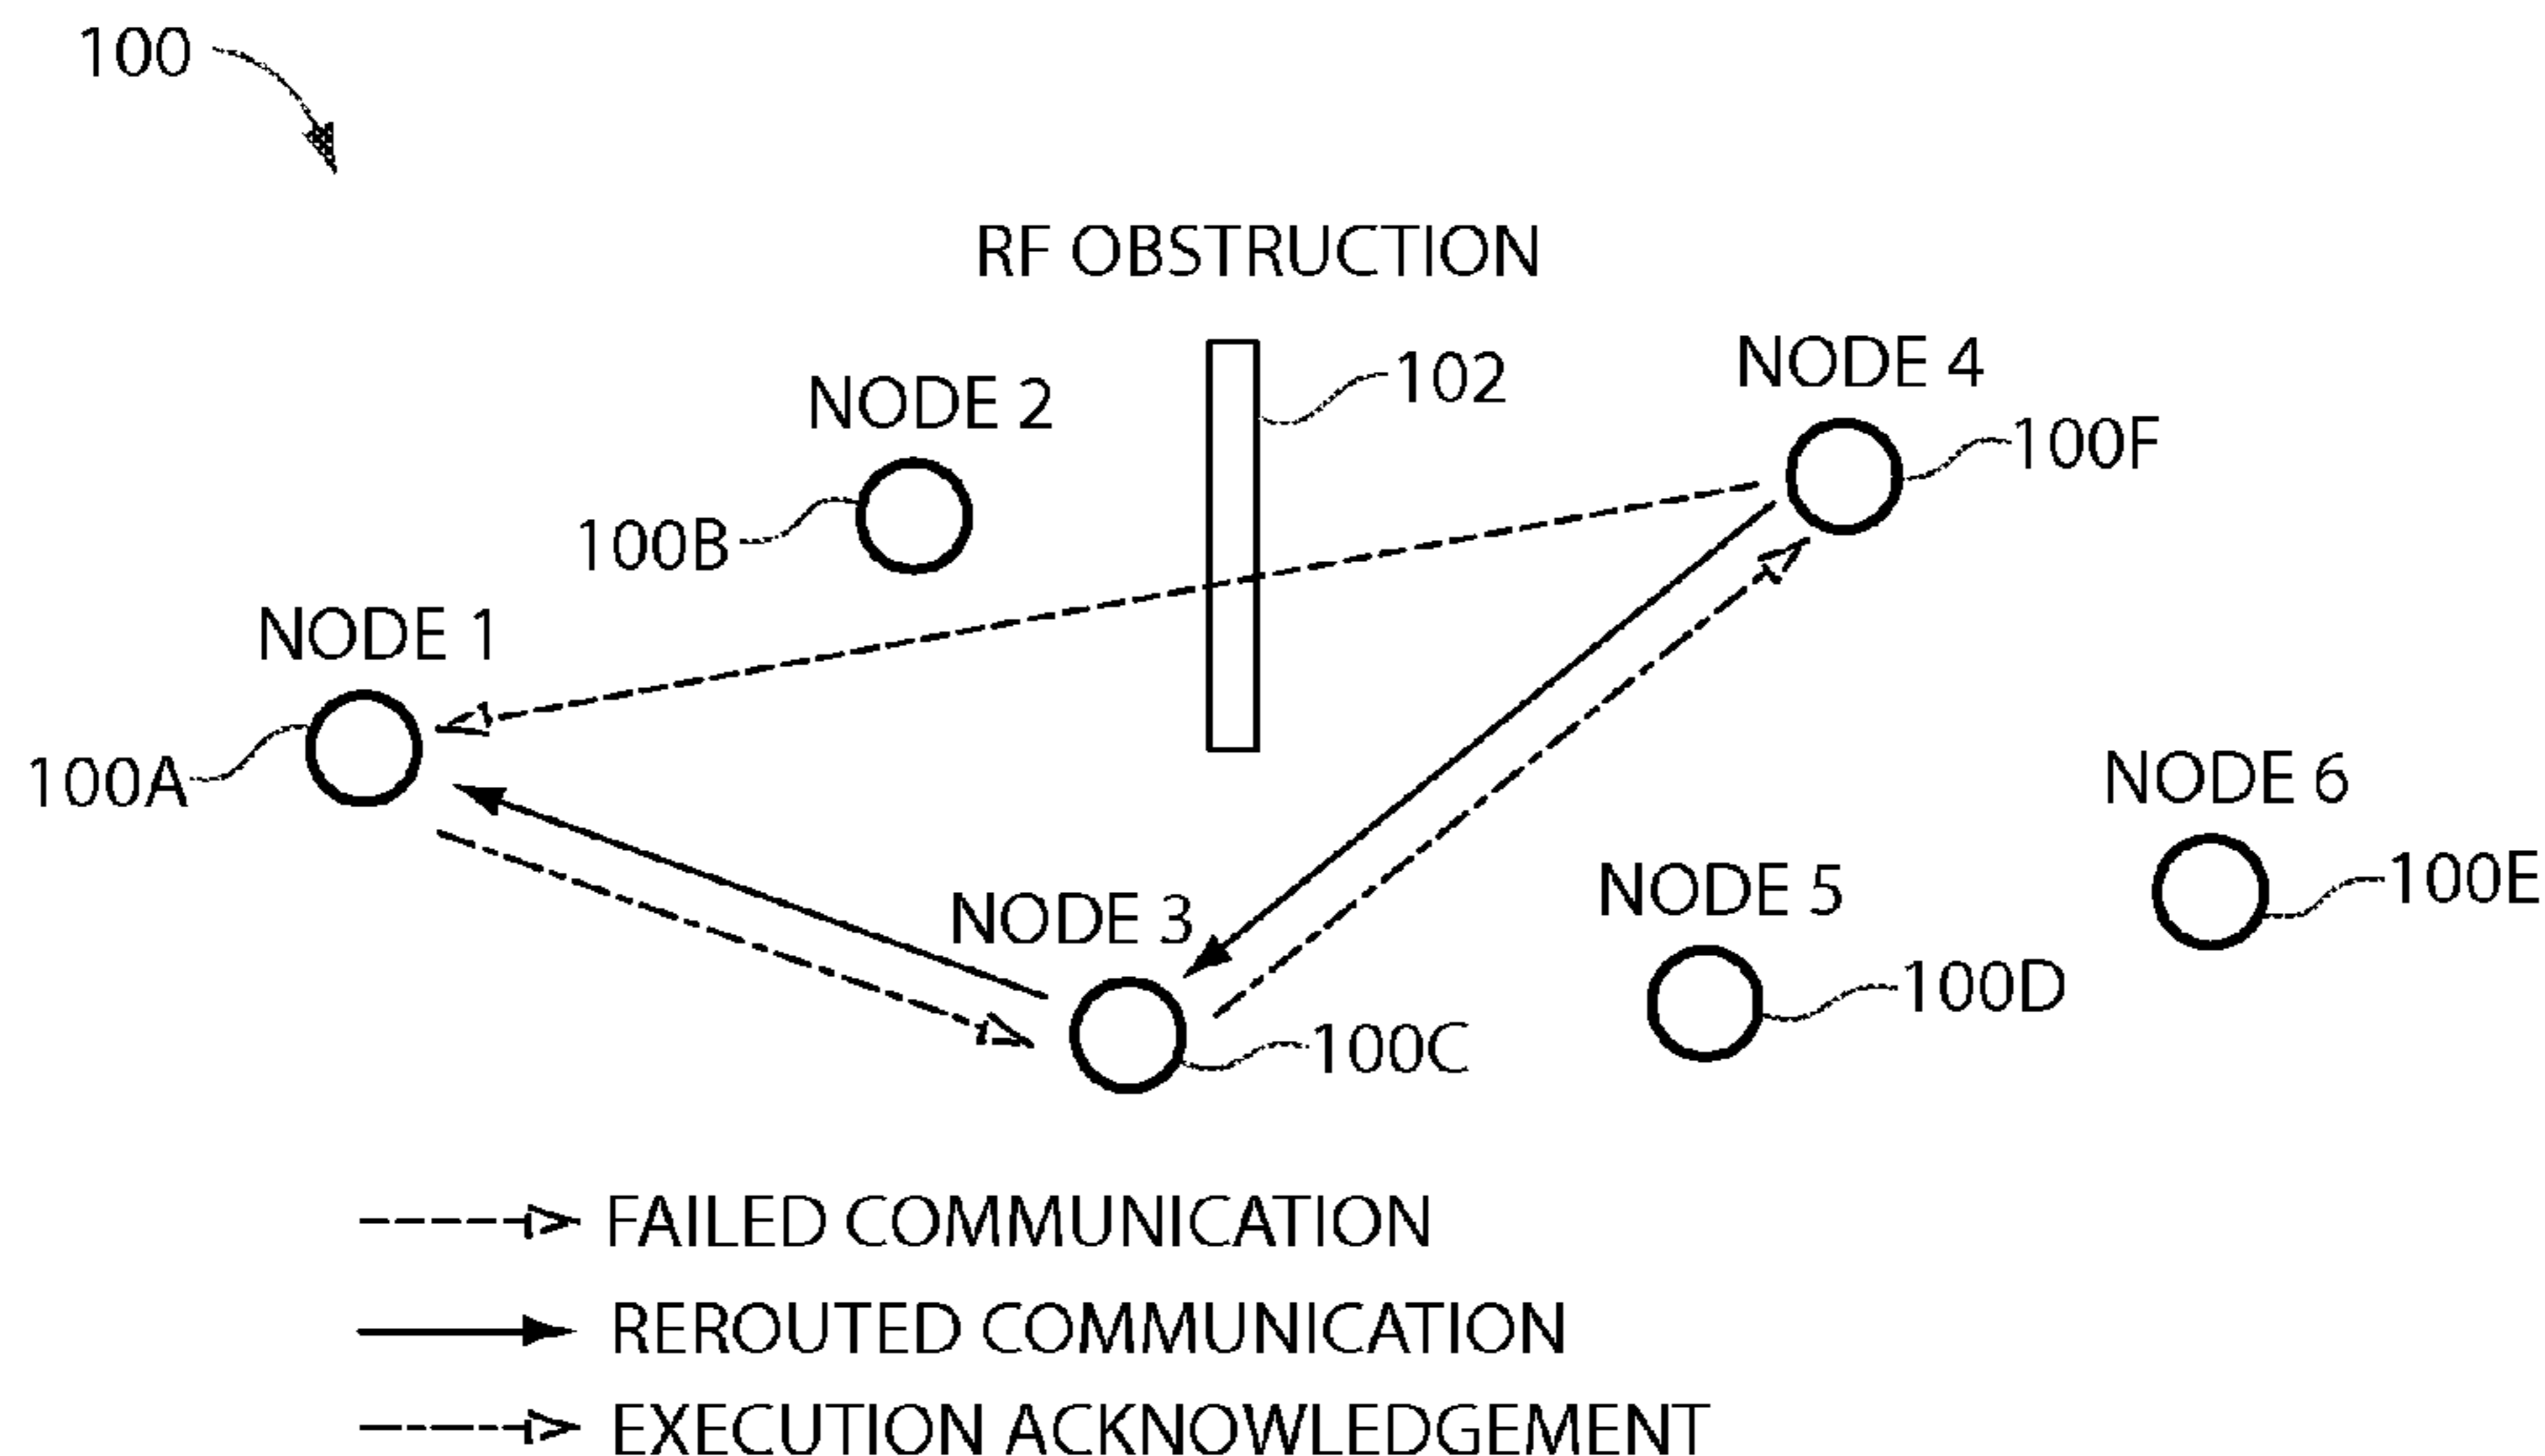 100
RF OBSTRUCTION
NODE 4
102
NODE 2
100F
100B
NODE 1
NODE 6
100A
NODE 5
100E
NODE 3
100D
100C
FAILED COMMUNICATION
REROUTED COMMUNICATION
EXECUTION ACKNOWLEDGEMENT